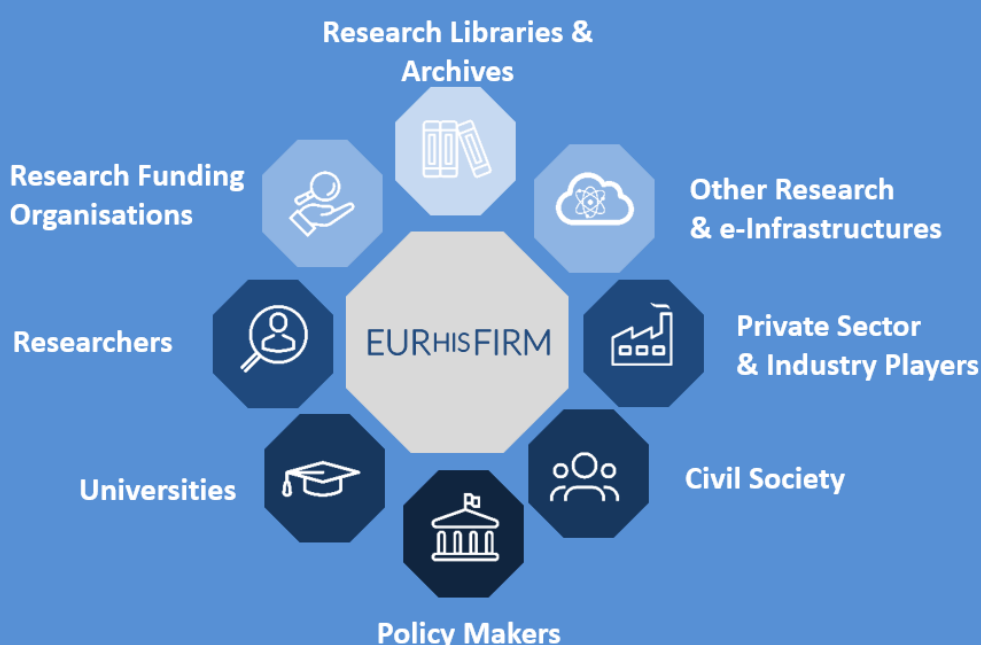 Research Libraries &
Archives
Research Funding
Organisations
Other Research
& e-Infrastructures
Researchers
EURHISFIRM
Private Sector
& Industry Players
Universities
Civil Society
Policy Makers